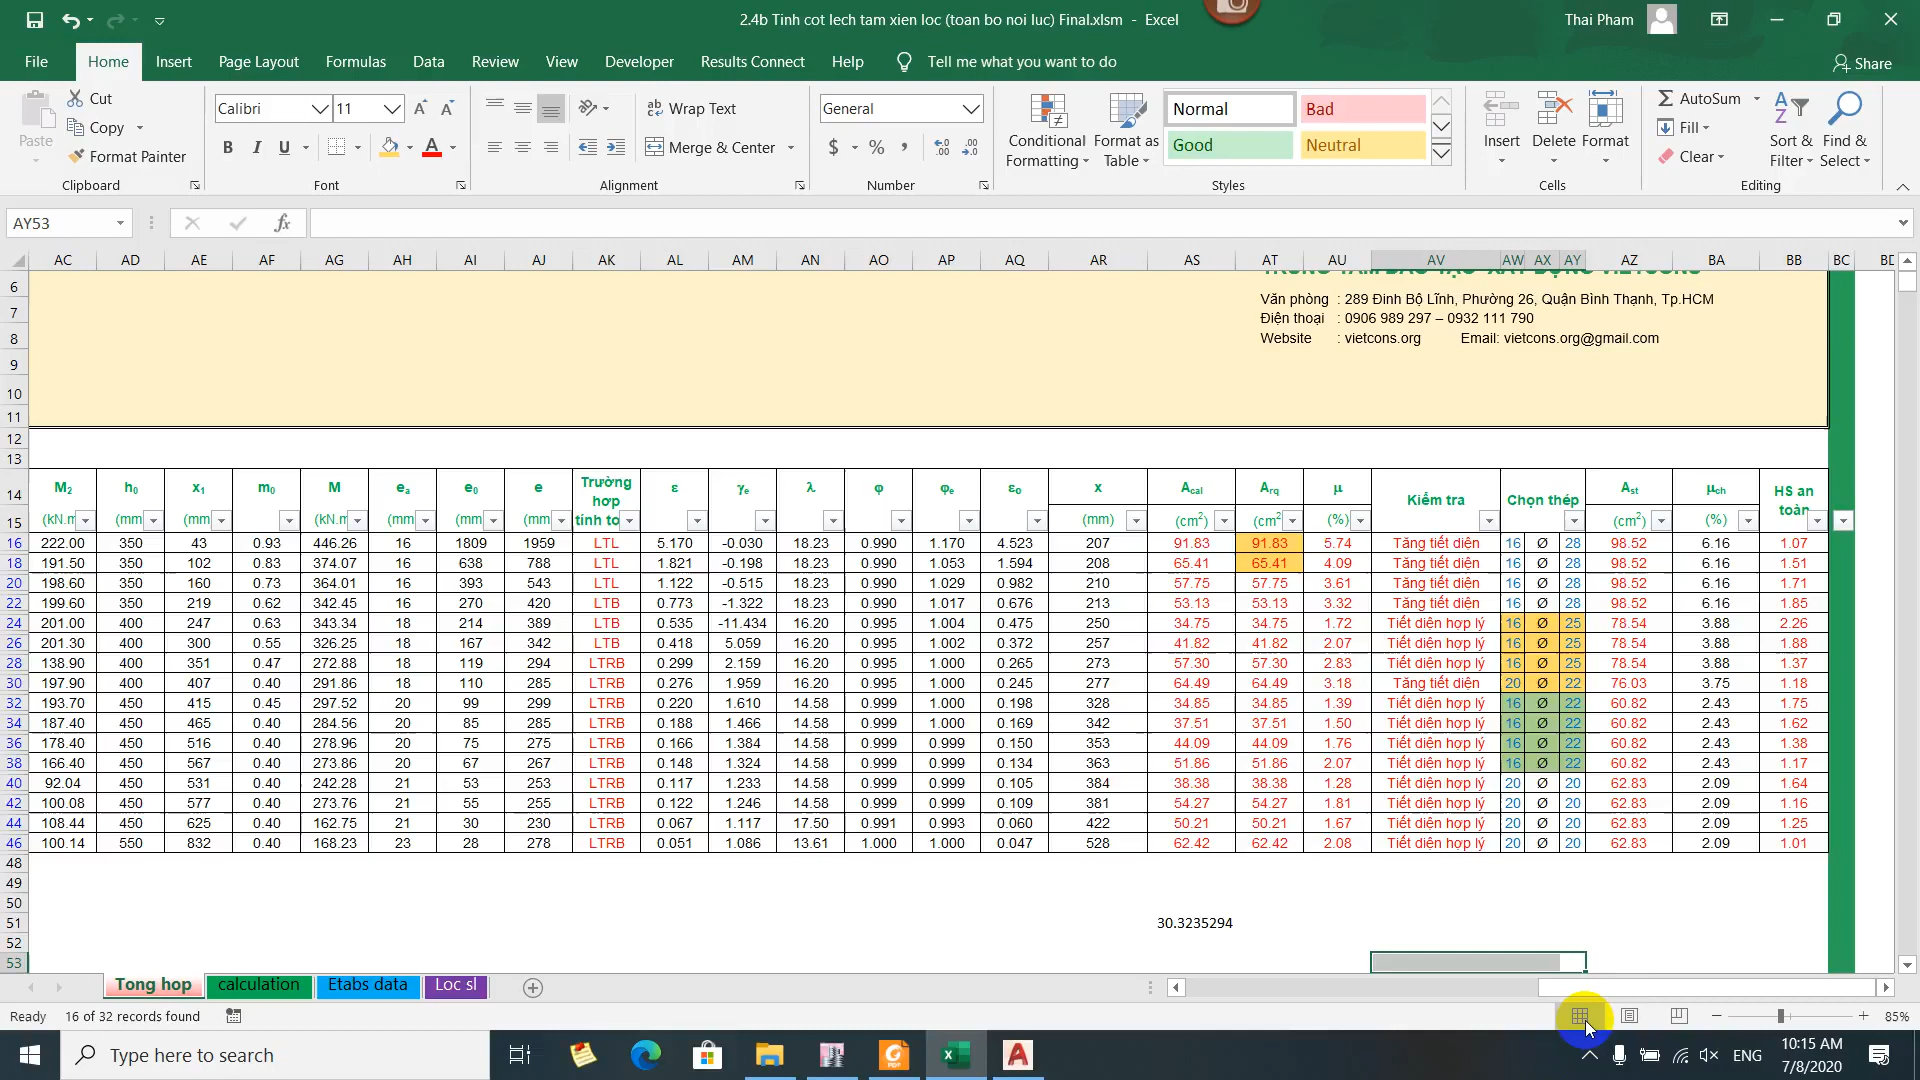 2.4b Tinh cot lech tam xien loc (toan bo noi luc) Final.xlsm - Excel
Thai Pham
File Home Insert Page Layout Formulas Data Review View Developer Results Connect Help Tell me what you want to do Share
Cut
Copy
Format Painter
Paste
Clipboard
Calibri 11
B I U
Font
Wrap Text
Merge & Center
Alignment
General
$ % ,
Number
Conditional Formatting
Format as Table
Normal Bad
Good Neutral
Styles
Insert Delete Format
Cells
AutoSum
Fill
Clear
Sort & Filter
Find & Select
Editing
AY53 fx
AC AD AE AF AG AH AI AJ AK AL AM AN AO AP AQ AR AS AT AU AV AW AX AY AZ BA BB BC
6
7 Văn phòng : 289 Đinh Bộ Lĩnh, Phường 26, Quận Bình Thạnh, Tp.HCM
8 Điện thoại : 0906 989 297 – 0932 111 790
Website : vietcons.org Email: vietcons.org@gmail.com
9
10
11
12
13
14 M₂ h₀ x₁ m₀ M eₐ e₀ e Trường hợp ε γₑ λ φ φₑ ε₀ x A_cal A_rq μ Kiểm tra Chọn thép A_st μ_ch HS an toàn
15 (mm) (cm²) (%) (cm²) (%)
16 222.00 350 43 0.93 446.26 16 1809 1959 LTL 5.170 -0.030 18.23 0.990 1.170 4.523 207 91.83 91.83 5.74 Tăng tiết diện 16 Ø 28 98.52 6.16 1.07
18 191.50 350 102 0.83 374.07 16 638 788 LTL 1.821 -0.198 18.23 0.990 1.053 1.594 208 65.41 65.41 4.09 Tăng tiết diện 16 Ø 28 98.52 6.16 1.51
20 198.60 350 160 0.73 364.01 16 393 543 LTL 1.122 -0.515 18.23 0.990 1.029 0.982 210 57.75 57.75 3.61 Tăng tiết diện 16 Ø 28 98.52 6.16 1.71
22 199.60 350 219 0.62 342.45 16 270 420 LTB 0.773 -1.322 18.23 0.990 1.017 0.676 213 53.13 53.13 3.32 Tăng tiết diện 16 Ø 28 98.52 6.16 1.85
24 201.00 400 247 0.63 343.34 18 214 389 LTB 0.535 -11.434 16.20 0.995 1.004 0.475 250 34.75 34.75 1.72 Tiết diện hợp lý 16 Ø 25 78.54 3.88 2.26
26 201.30 400 300 0.55 326.25 18 167 342 LTB 0.418 5.059 16.20 0.995 1.002 0.372 257 41.82 41.82 2.07 Tiết diện hợp lý 16 Ø 25 78.54 3.88 1.88
28 138.90 400 351 0.47 272.88 18 119 294 LTRB 0.299 2.159 16.20 0.995 1.000 0.265 273 57.30 57.30 2.83 Tiết diện hợp lý 16 Ø 25 78.54 3.88 1.37
30 197.90 400 407 0.40 291.86 18 110 285 LTRB 0.276 1.959 16.20 0.995 1.000 0.245 277 64.49 64.49 3.18 Tăng tiết diện 20 Ø 22 76.03 3.75 1.18
32 193.70 450 415 0.45 297.52 20 99 299 LTRB 0.220 1.610 14.58 0.999 1.000 0.198 328 34.85 34.85 1.39 Tiết diện hợp lý 16 Ø 22 60.82 2.43 1.75
34 187.40 450 465 0.40 284.56 20 85 285 LTRB 0.188 1.466 14.58 0.999 1.000 0.169 342 37.51 37.51 1.50 Tiết diện hợp lý 16 Ø 22 60.82 2.43 1.62
36 178.40 450 516 0.40 278.96 20 75 275 LTRB 0.166 1.384 14.58 0.999 0.999 0.150 353 44.09 44.09 1.76 Tiết diện hợp lý 16 Ø 22 60.82 2.43 1.38
38 166.40 450 567 0.40 273.86 20 67 267 LTRB 0.148 1.324 14.58 0.999 0.999 0.134 363 51.86 51.86 2.07 Tiết diện hợp lý 16 Ø 22 60.82 2.43 1.17
40 92.04 450 531 0.40 242.28 21 53 253 LTRB 0.117 1.233 14.58 0.999 0.999 0.105 384 38.38 38.38 1.28 Tiết diện hợp lý 20 Ø 20 62.83 2.09 1.64
42 100.08 450 577 0.40 273.76 21 55 255 LTRB 0.122 1.246 14.58 0.999 0.999 0.109 381 54.27 54.27 1.81 Tiết diện hợp lý 20 Ø 20 62.83 2.09 1.16
44 108.44 450 625 0.40 162.75 21 30 230 LTRB 0.067 1.117 17.50 0.991 0.993 0.060 422 50.21 50.21 1.67 Tiết diện hợp lý 20 Ø 20 62.83 2.09 1.25
46 100.14 550 832 0.40 168.23 23 28 278 LTRB 0.051 1.086 13.61 1.000 1.000 0.047 528 62.42 62.42 2.08 Tiết diện hợp lý 20 Ø 20 62.83 2.09 1.01
48
49
50
51 30.3235294
52
53
Tong hop calculation Etabs data Loc sl
Ready 16 of 32 records found 85%
Type here to search
ENG
10:15 AM
7/8/2020